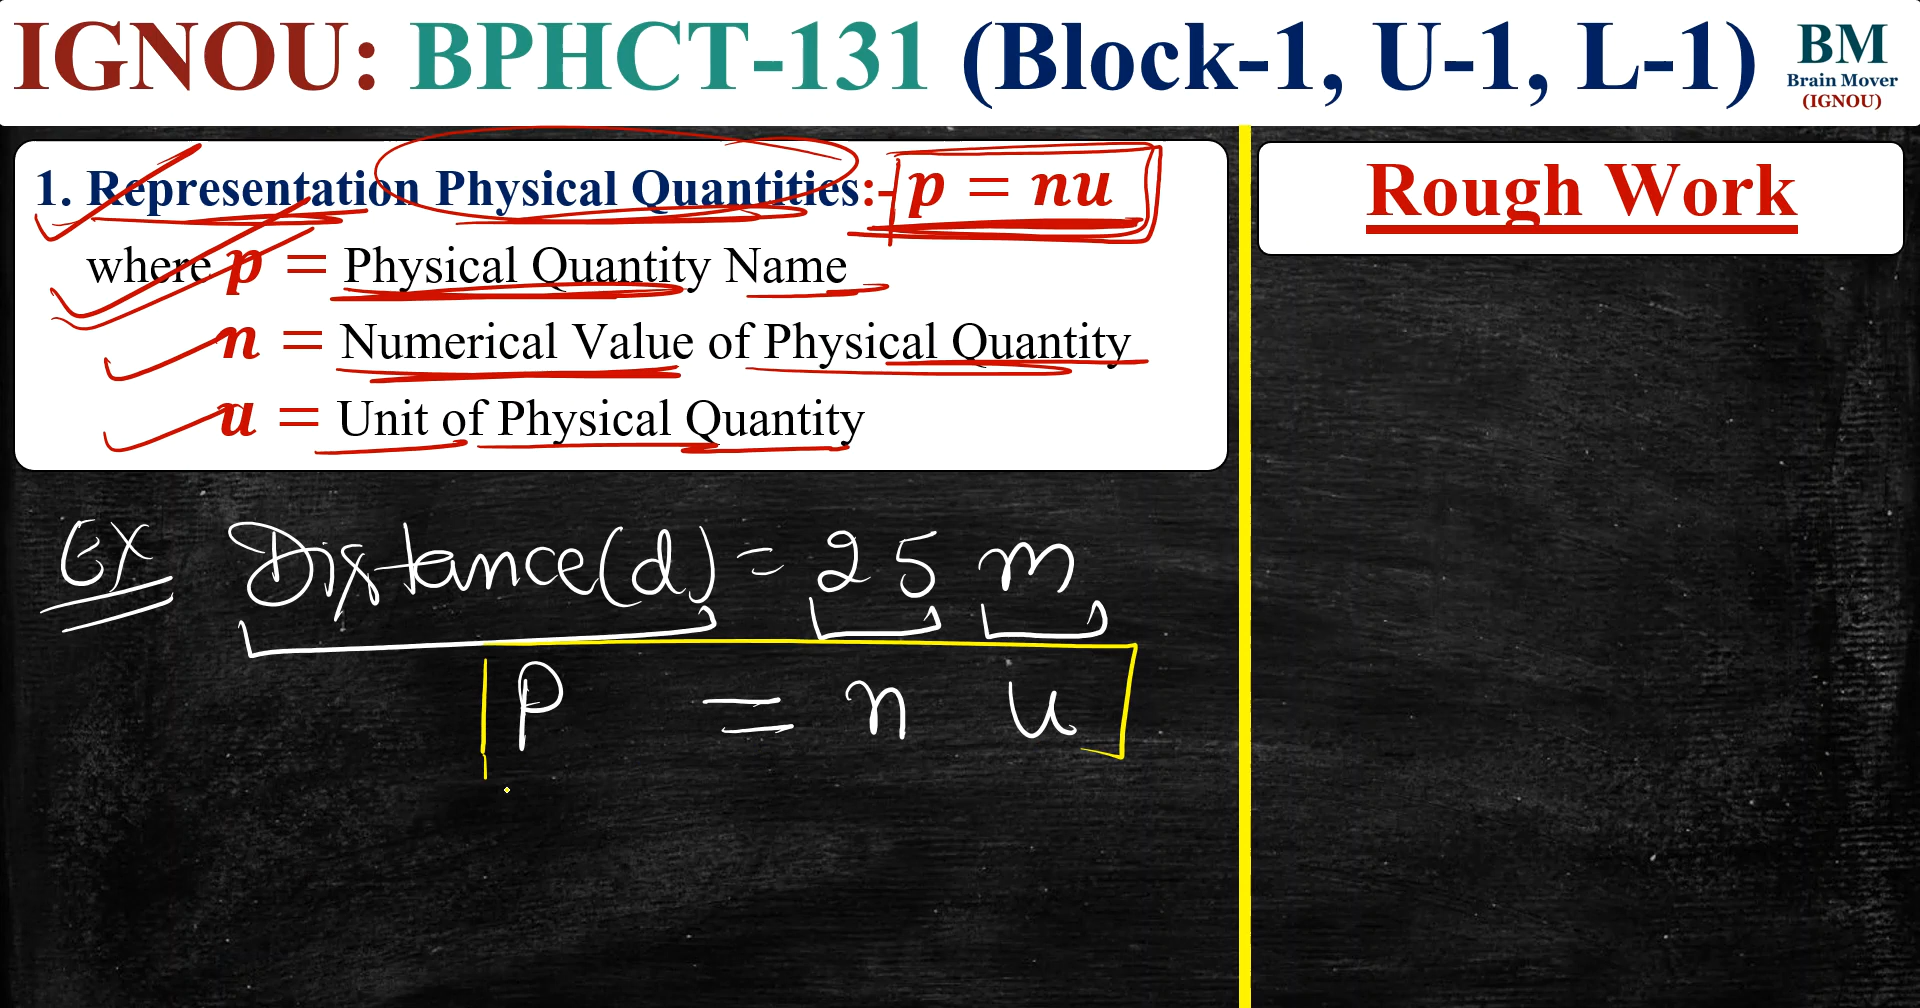 IGNOU: BPHCT-131 (Block-1, U-1, L-1)
BM
Brain Mover
(IGNOU)
1. Representation Physical Quantities:- p = nu
where p = Physical Quantity Name
n = Numerical Value of Physical Quantity
u = Unit of Physical Quantity
Rough Work
Ex Distance(d) = 25 m
P = n u